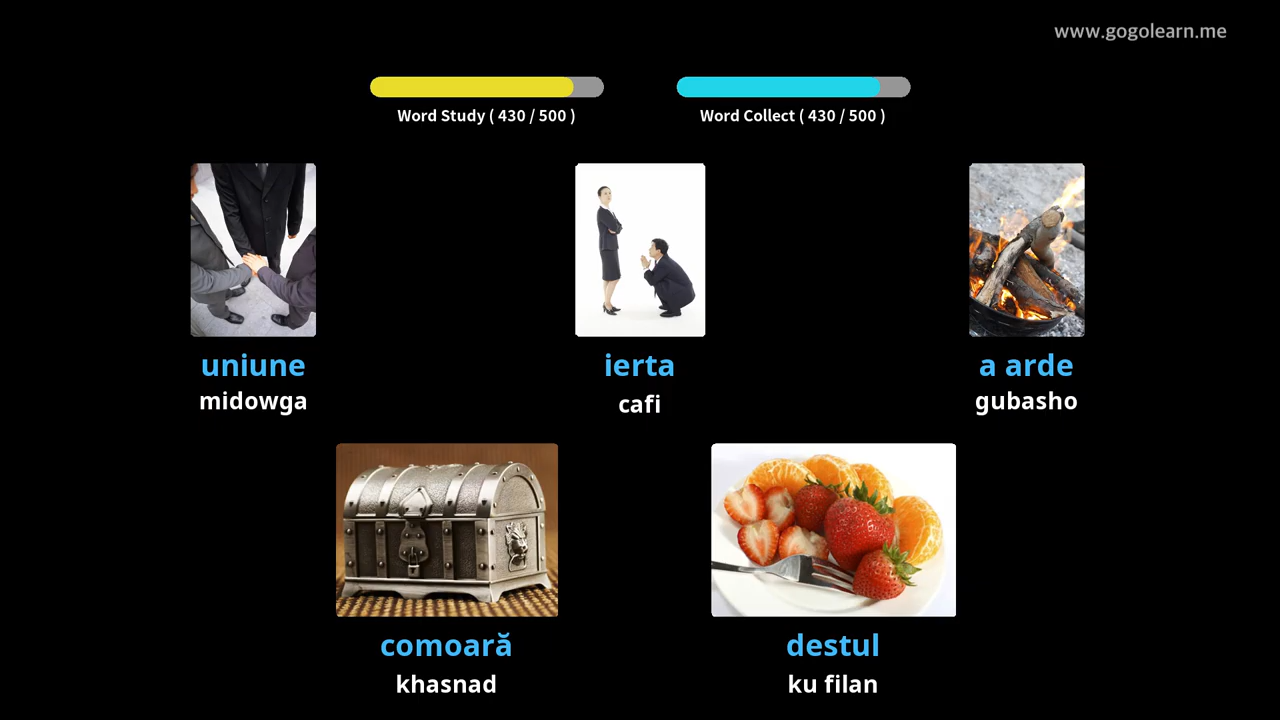 www.gogolearn.me
Word Study ( 430 / 500 )
Word Collect ( 430 / 500 )
uniune
midowga
ierta
cafi
a arde
gubasho
comoară
khasnad
destul
ku filan